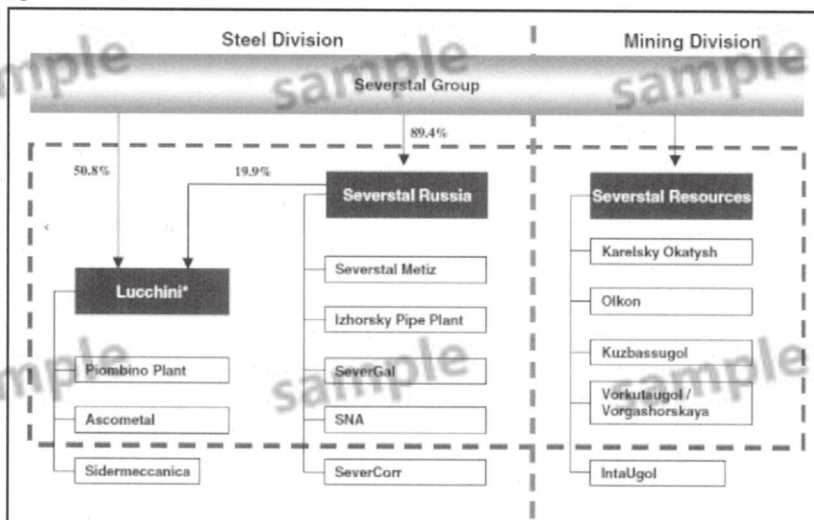 Steel Division
Mining Division
sample
sample
sample
Severstal Group
89.4%
50.8%
19.9%
Severstal Russia
Severstal Resources
Lucchini*
Severstal Metiz
Karelsky Okatysh
Izhorsky Pipe Plant
Olkon
Piombino Plant
SeverGal
Kuzbassugol
sample
sample
sample
Ascometal
SNA
Vorkutaugol /
Vorgashorskaya
Sidermeccanica
SeverCorr
IntaUgol